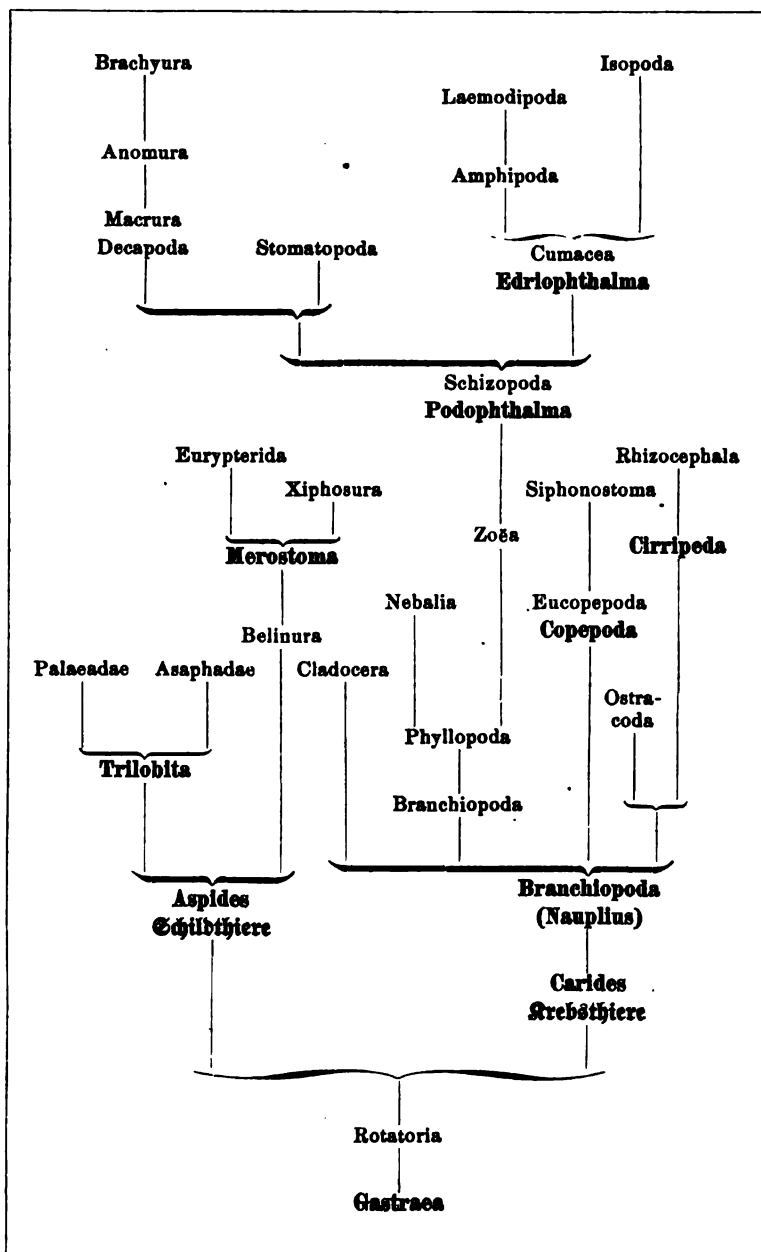 Brachyura
Isopoda
Laemodipoda
Anomura
Amphipoda
Macrura
Decapoda
Stomatopoda
Cumacea
Edriophthalma
Schizopoda
Podophthalma
Eurypterida
Rhizocephala
Xiphosura
Siphonostoma
Zoëa
Cirripeda
Merostoma
Nebalia
Eucopepoda
Copepoda
Belinura
Palaeadae
Asaphadae
Cladocera
Ostra-
coda
Phyllopoda
Trilobita
Branchiopoda
Aspides
Schildthiere
Branchiopoda
(Nauplius)
Carides
Krebsthiere
Rotatoria
Gastraea